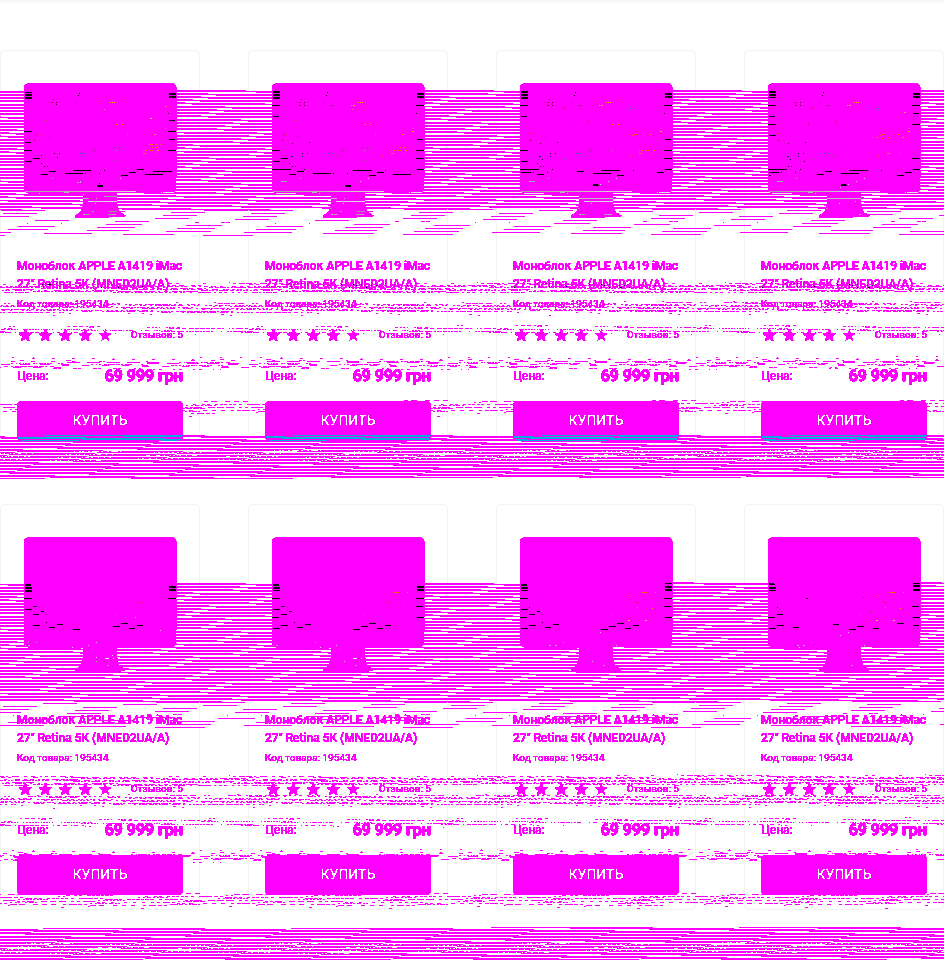 Моноблок APPLE A1419 iMac
27" Retina 5K (MNED2UA/A)
Код товара: 195434
Отзывов: 5
Цена: 69 999 грн
КУПИТЬ
Моноблок APPLE A1419 iMac
27" Retina 5K (MNED2UA/A)
Код товара: 195434
Отзывов: 5
Цена: 69 999 грн
КУПИТЬ
Моноблок APPLE A1419 iMac
27" Retina 5K (MNED2UA/A)
Код товара: 195434
Отзывов: 5
Цена: 69 999 грн
КУПИТЬ
Моноблок APPLE A1419 iMac
27" Retina 5K (MNED2UA/A)
Код товара: 195434
Отзывов: 5
Цена: 69 999 грн
КУПИТЬ
Моноблок APPLE A1419 iMac
27" Retina 5K (MNED2UA/A)
Код товара: 195434
Отзывов: 5
Цена: 69 999 грн
КУПИТЬ
Моноблок APPLE A1419 iMac
27" Retina 5K (MNED2UA/A)
Код товара: 195434
Отзывов: 5
Цена: 69 999 грн
КУПИТЬ
Моноблок APPLE A1419 iMac
27" Retina 5K (MNED2UA/A)
Код товара: 195434
Отзывов: 5
Цена: 69 999 грн
КУПИТЬ
Моноблок APPLE A1419 iMac
27" Retina 5K (MNED2UA/A)
Код товара: 195434
Отзывов: 5
Цена: 69 999 грн
КУПИТЬ